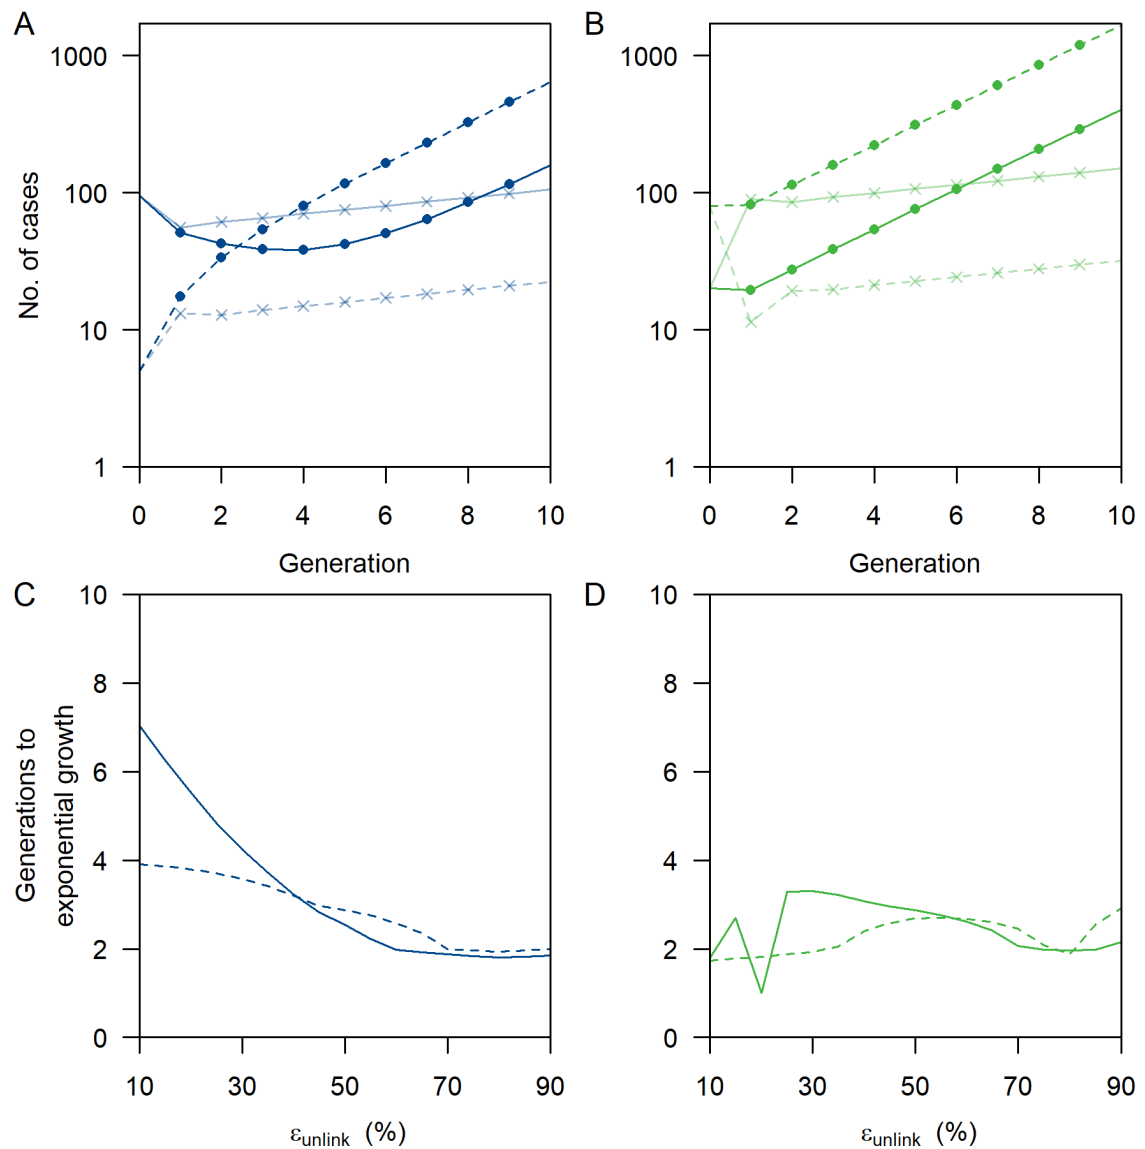 A
B
1000
100
10
1
No. of cases
0 2 4 6 8 10
Generation
1000
100
10
1
0 2 4 6 8 10
Generation
C
D
10
8
6
4
2
0
Generations to
exponential growth
10 30 50 70 90
εunlink (%)
10
8
6
4
2
0
10 30 50 70 90
εunlink (%)